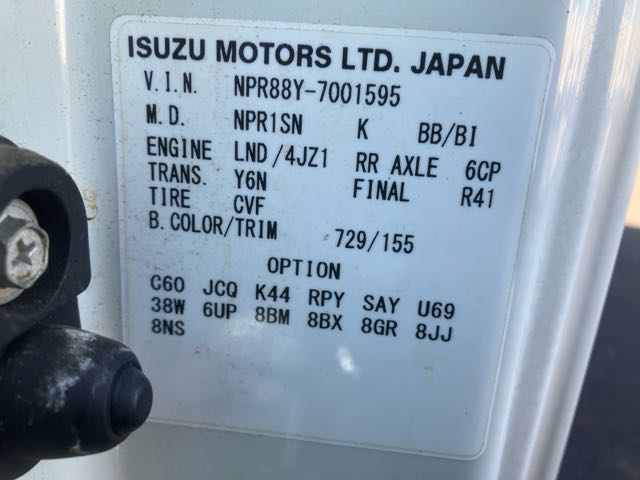 ISUZU MOTORS LTD. JAPAN
V.I.N. NPR88Y-7001595
M.D. NPR1SN K BB/BI
ENGINE LND/4JZ1 RR AXLE 6CP
TRANS. Y6N FINAL R41
TIRE CVF
B.COLOR/TRIM 729/155
OPTION
C60 JCQ K44 RPY SAY U69
38W 6UP 8BM 8BX 8GR 8JJ
8NS